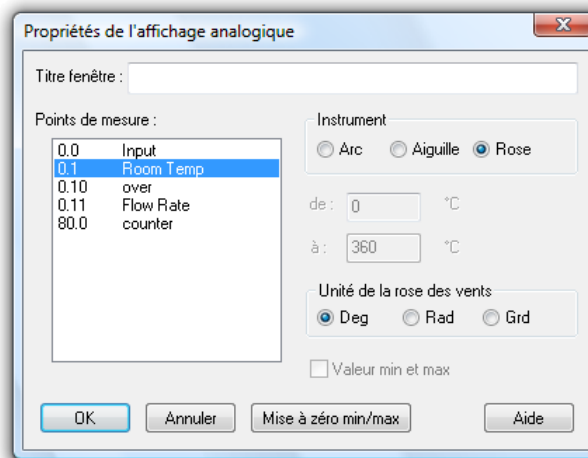 Propriétés de l'affichage analogique
Titre fenêtre :
Points de mesure :
0.0 Input
0.1 Room Temp
0.10 over
0.11 Flow Rate
80.0 counter
Instrument
Arc Aiguille Rose
de : 0 °C
à : 360 °C
Unité de la rose des vents
Deg Rad Grd
Valeur min et max
OK Annuler Mise à zéro min/max Aide